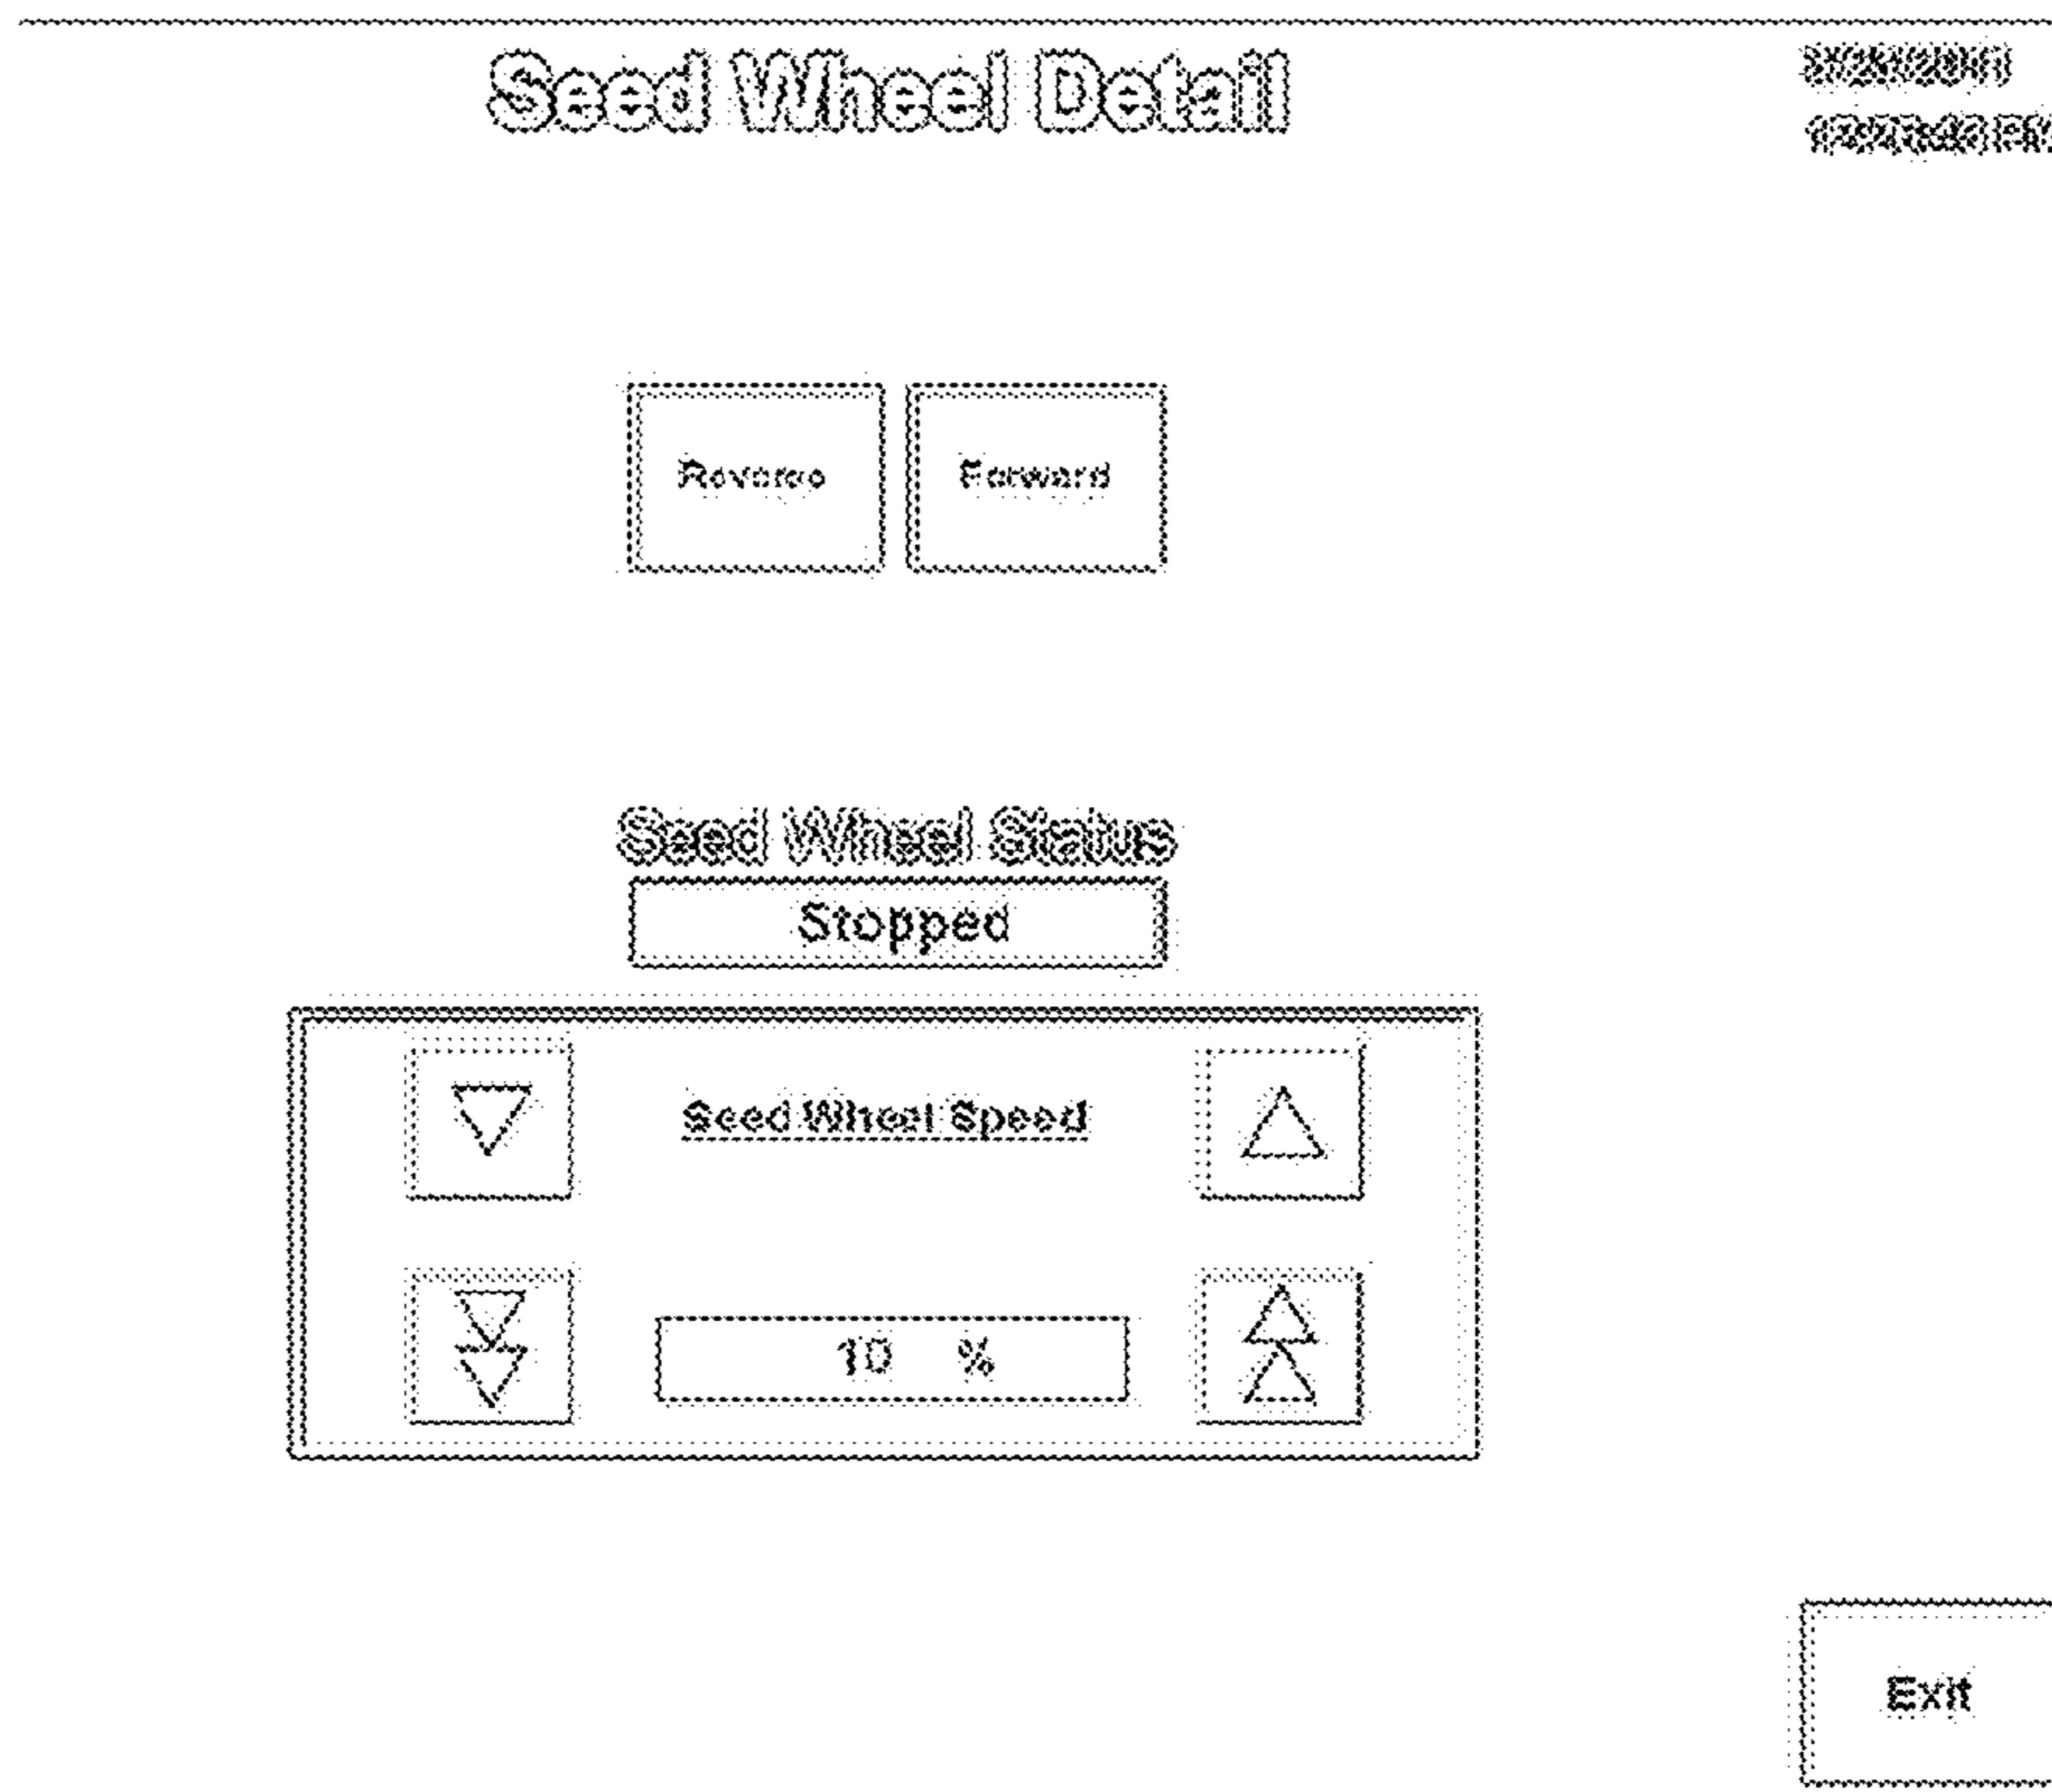 Seed Wheel Detail
Reverse Forward
Seed Wheel Status
Stopped
Seed Wheel Speed
10 %
Exit